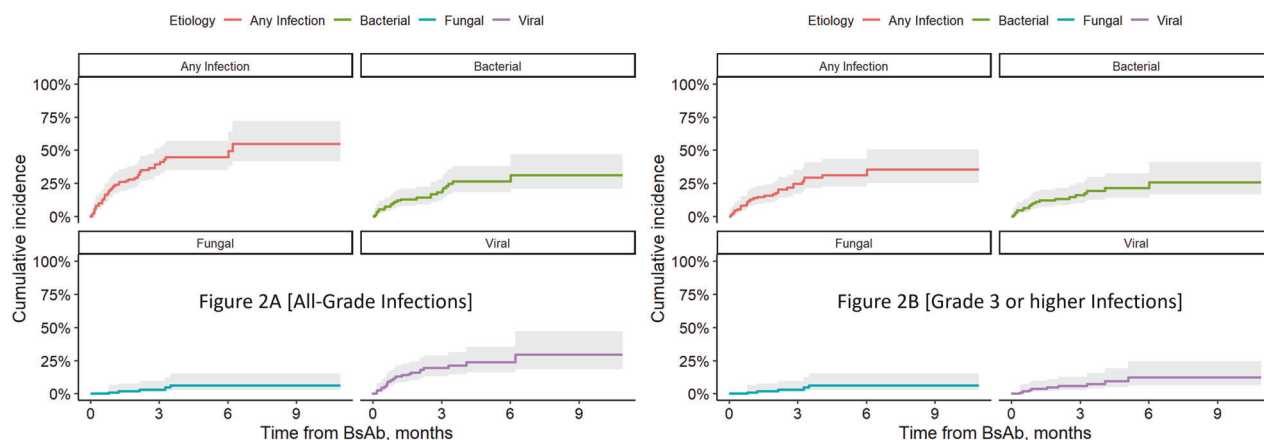 Etiology Any Infection Bacterial Fungal Viral
Any Infection Bacterial
100%
75%
50%
25%
0%
Fungal Viral
100%
75%
50%
25%
0%
Figure 2A [All-Grade Infections]
0 3 6 9 0 3 6 9
Time from BsAb, months
Cumulative incidence
Etiology Any Infection Bacterial Fungal Viral
Any Infection Bacterial
100%
75%
50%
25%
0%
Fungal Viral
100%
75%
50%
25%
0%
Figure 2B [Grade 3 or higher Infections]
0 3 6 9 0 3 6 9
Time from BsAb, months
Cumulative incidence